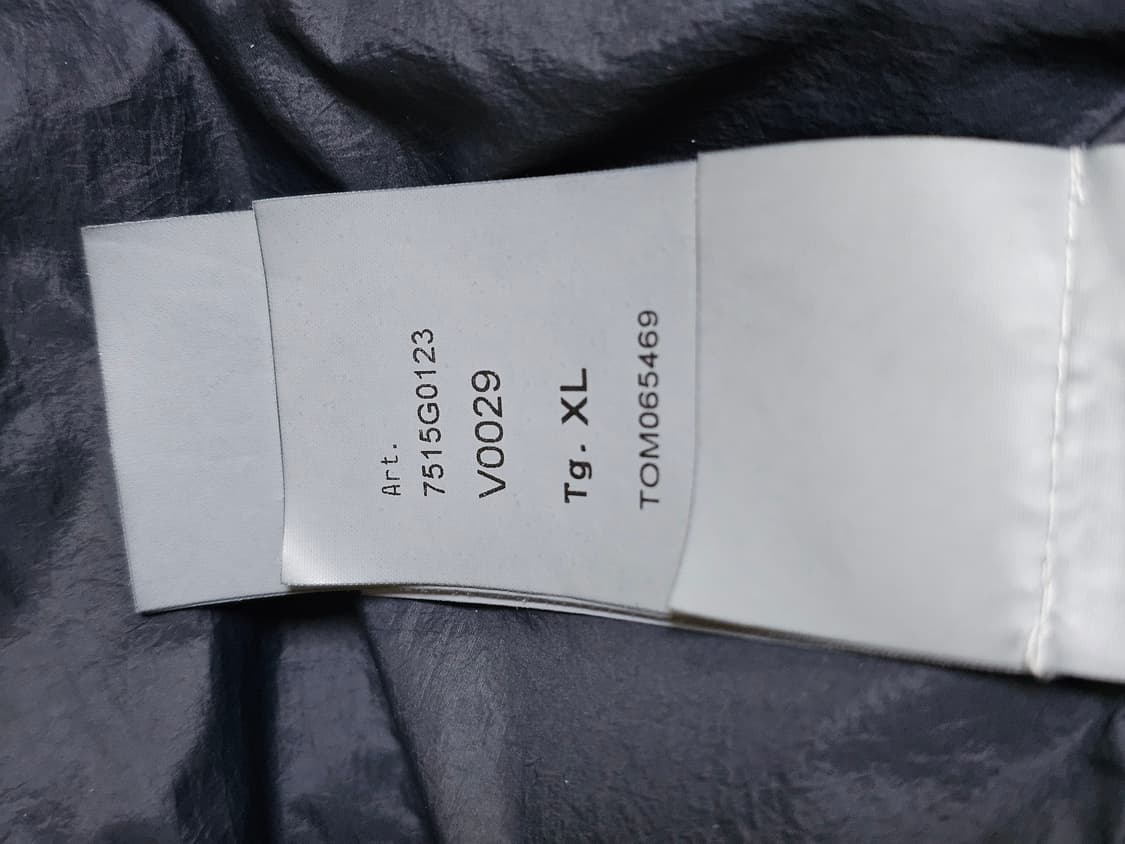 Art.
7515G0123
V0029
Tg. XL
TOM065469